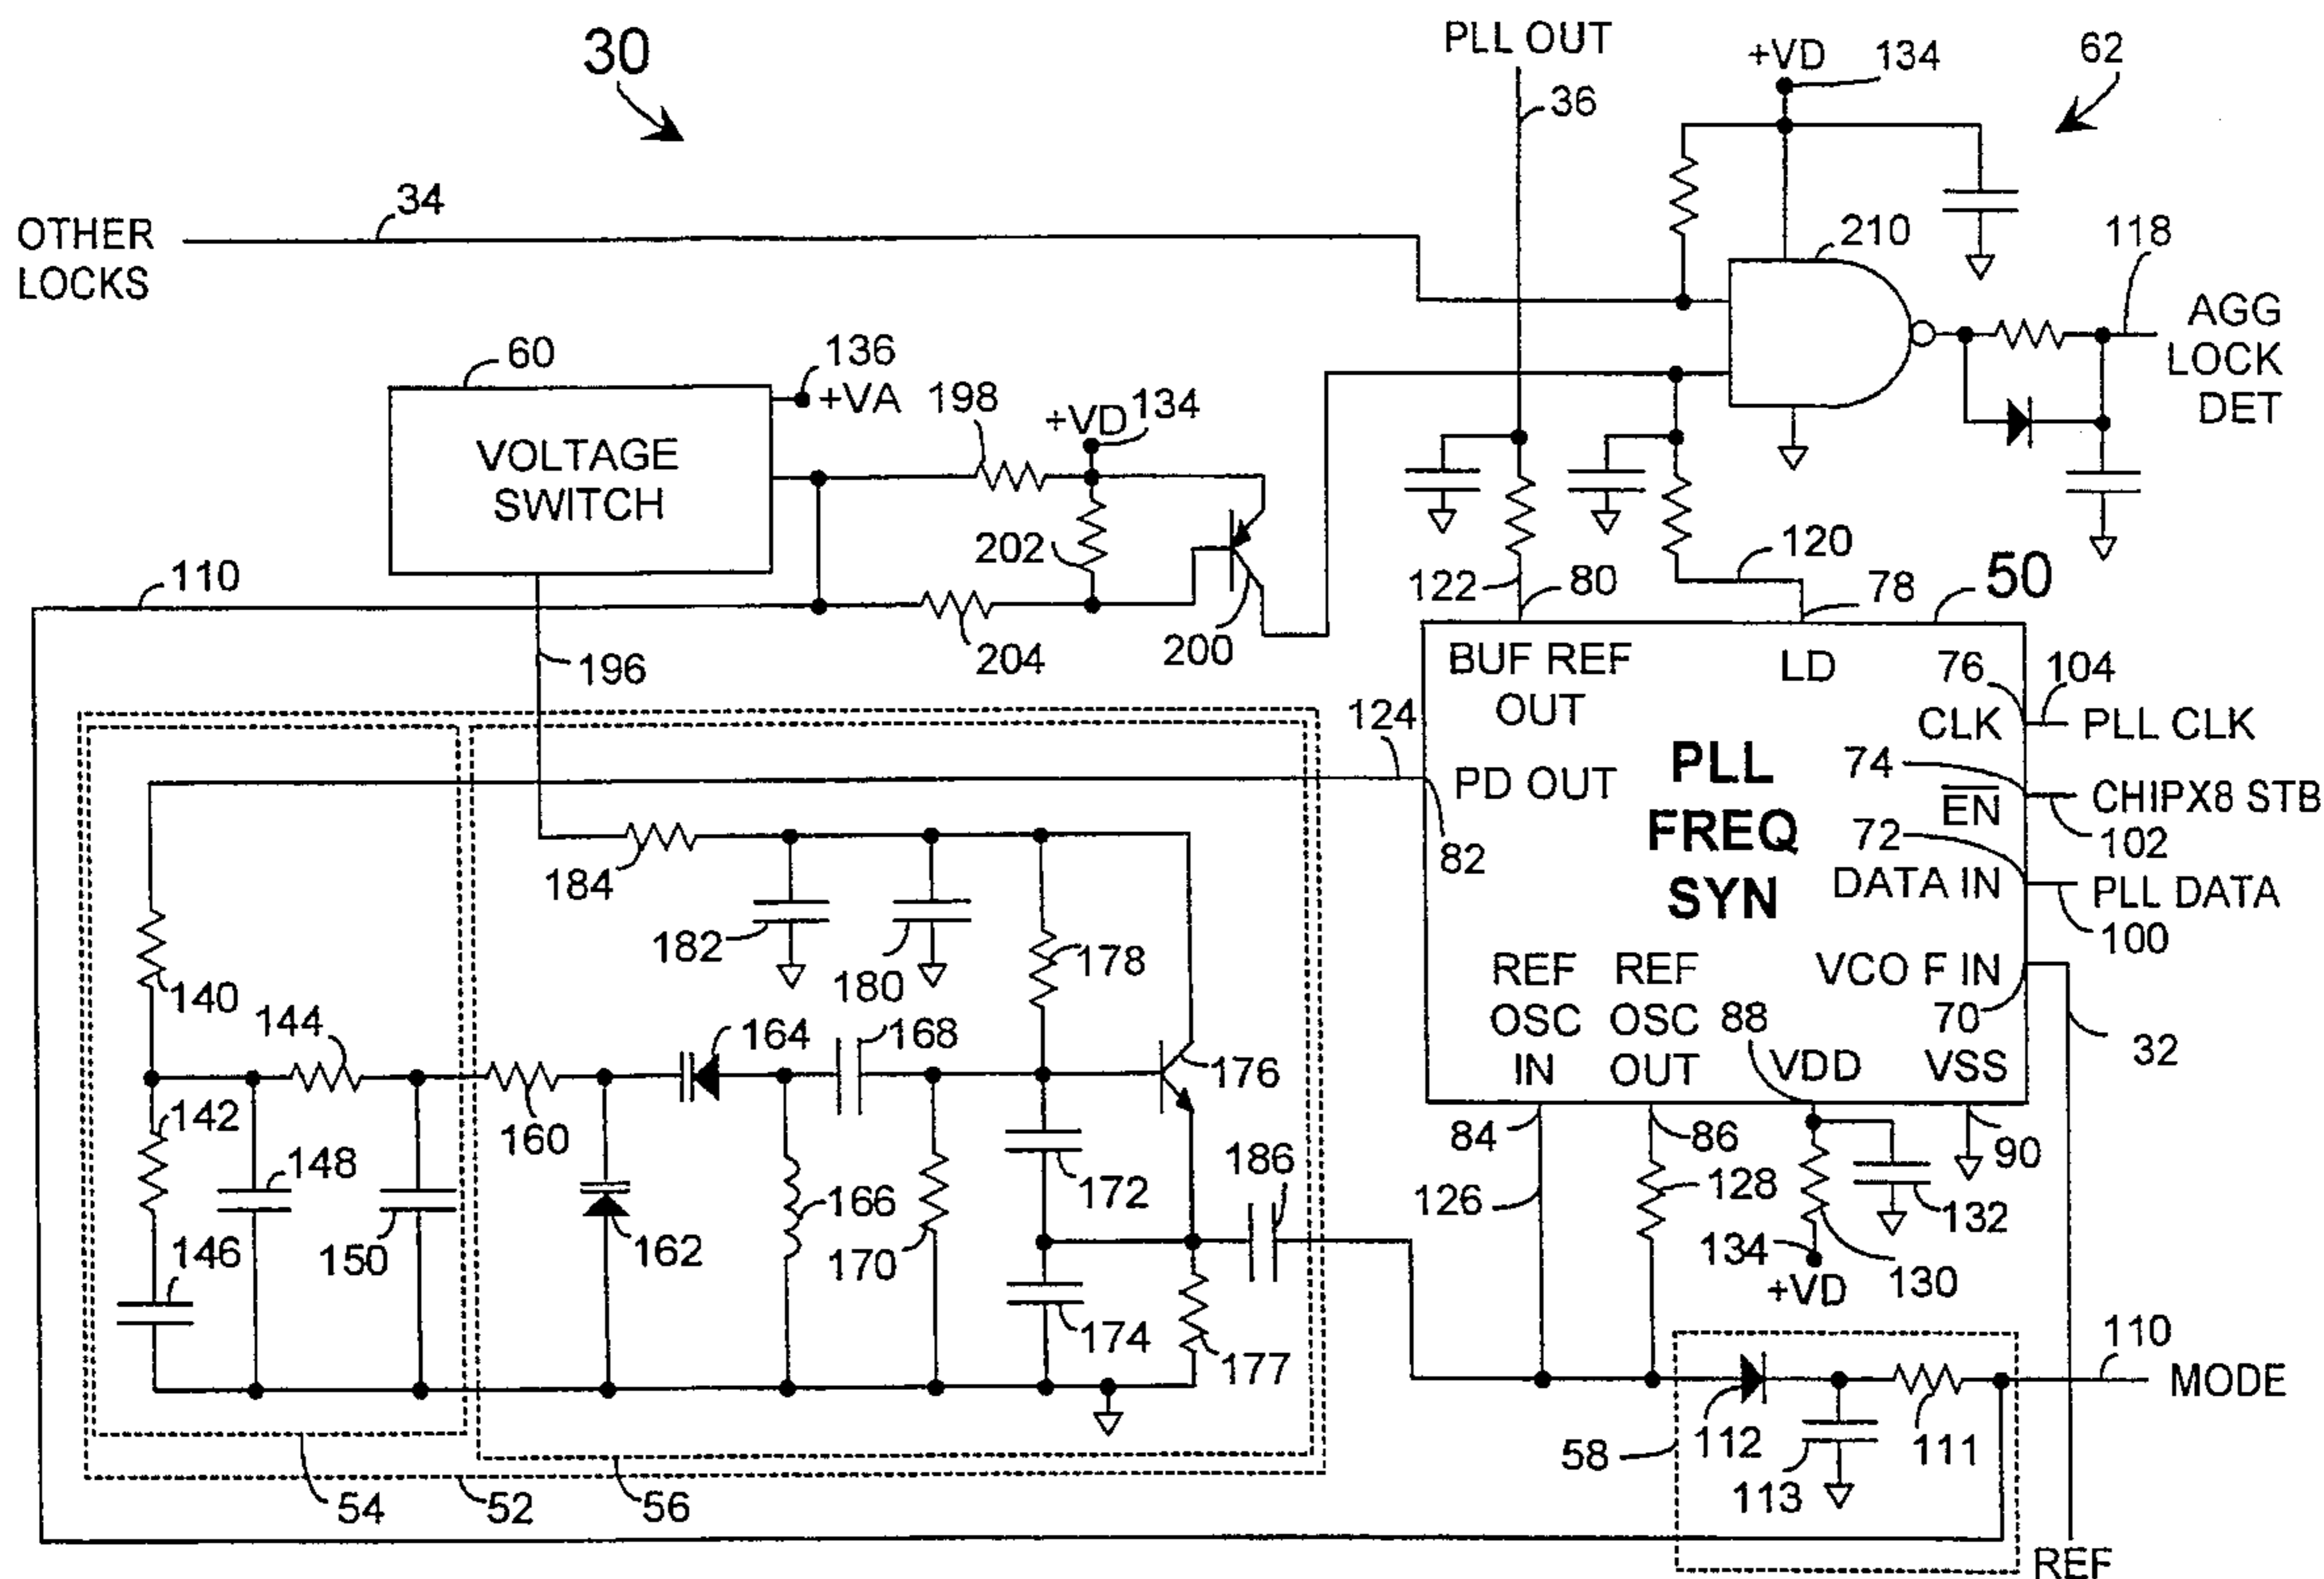 30
PLL OUT
+VD
134
62
36
34
OTHER
LOCKS
210
118
AGG
LOCK
DET
60
136
+VA
198
+VD
134
VOLTAGE
SWITCH
202
120
122
80
78
50
110
204
200
196
BUF REF
OUT
LD
76
104
CLK
PLL CLK
124
PD OUT
PLL
FREQ
SYN
74
EN
CHIPX8 STB
102
82
72
DATA IN
PLL DATA
100
184
182
180
178
REF
OSC
IN
REF
OSC
OUT
VCO F IN
70
88
VDD
VSS
32
140
144
164
168
176
142
160
148
172
186
84
86
90
126
128
132
146
150
162
166
170
134
+VD
130
174
177
110
MODE
58
112
113
111
54
52
56
REF